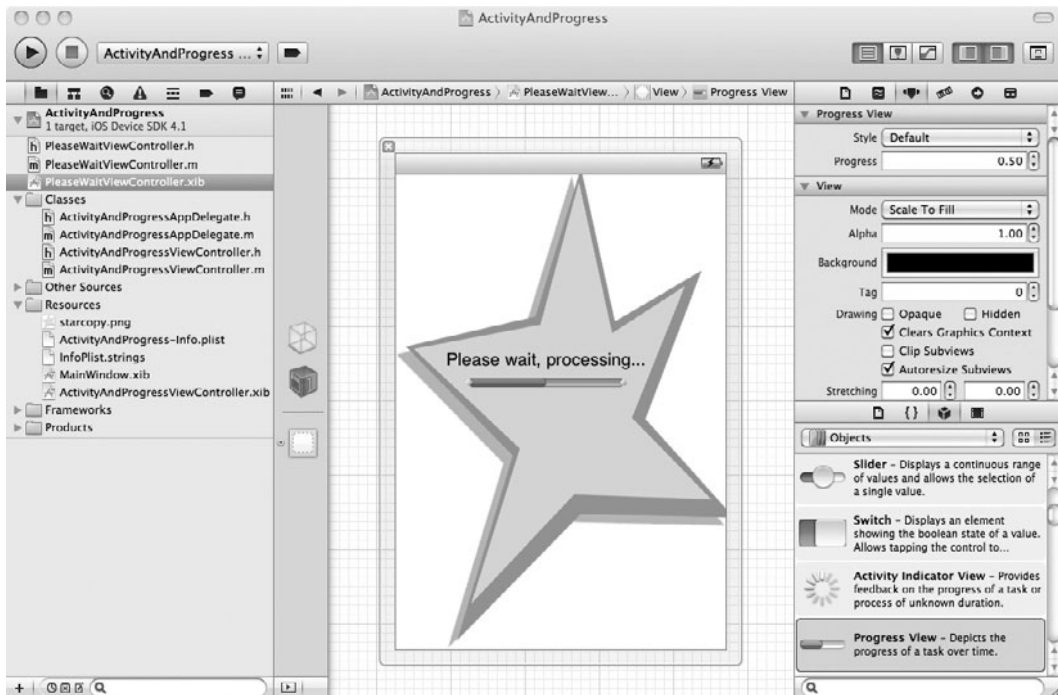 ActivityAndProgress
ActivityAndProgress ...
ActivityAndProgress
PleaseWaitView...
View
Progress View
ActivityAndProgress
1 target, iOS Device SDK 4.1
h PleaseWaitViewController.h
m PleaseWaitViewController.m
PleaseWaitViewController.xib
Classes
h ActivityAndProgressAppDelegate.h
m ActivityAndProgressAppDelegate.m
h ActivityAndProgressViewController.h
m ActivityAndProgressViewController.m
Other Sources
Resources
starcopy.png
ActivityAndProgress-Info.plist
InfoPlist.strings
MainWindow.xib
ActivityAndProgressViewController.xib
Frameworks
Products
Please wait, processing...
Progress View
Style Default
Progress 0.50
View
Mode Scale To Fill
Alpha 1.00
Background
Tag 0
Drawing Opaque Hidden
Clears Graphics Context
Clip Subviews
Autoresize Subviews
Stretching 0.00 0.00
{}
Objects
Slider – Displays a continuous range
of values and allows the selection of
a single value.
Switch – Displays an element
showing the boolean state of a value.
Allows tapping the control to...
Activity Indicator View – Provides
feedback on the progress of a task or
process of unknown duration.
Progress View – Depicts the
progress of a task over time.